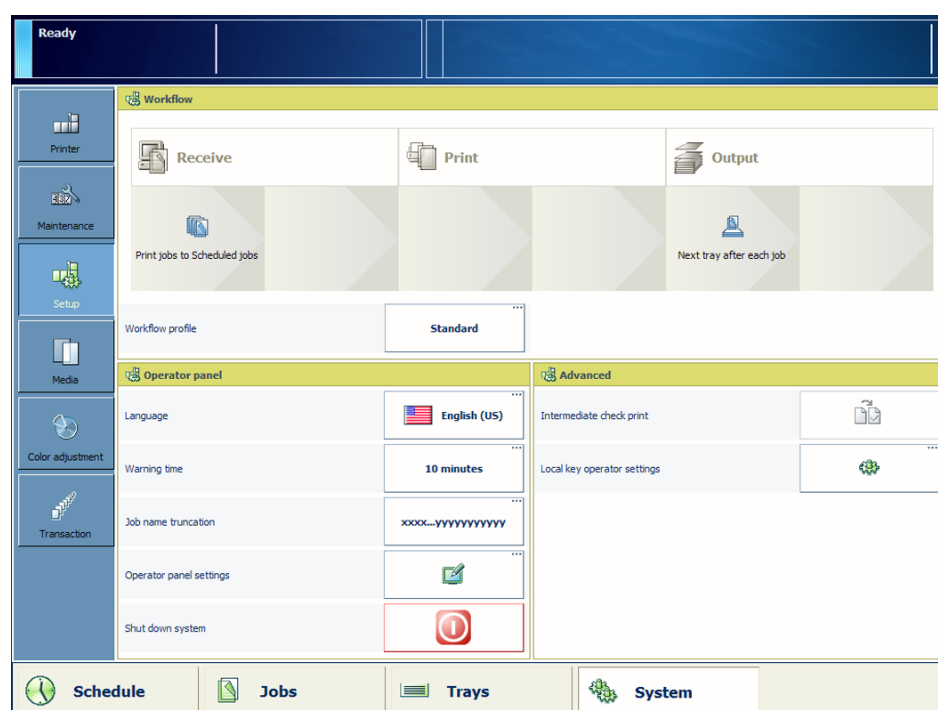 Ready
Printer
Maintenance
Setup
Media
Color adjustment
Transaction
Workflow
Receive
Print
Output
Print jobs to Scheduled jobs
Next tray after each job
Workflow profile
Standard
Operator panel
Language
English (US)
Warning time
10 minutes
Job name truncation
xxxx...yyyyyyyyyyy
Operator panel settings
Shut down system
Advanced
Intermediate check print
Local key operator settings
Schedule
Jobs
Trays
System